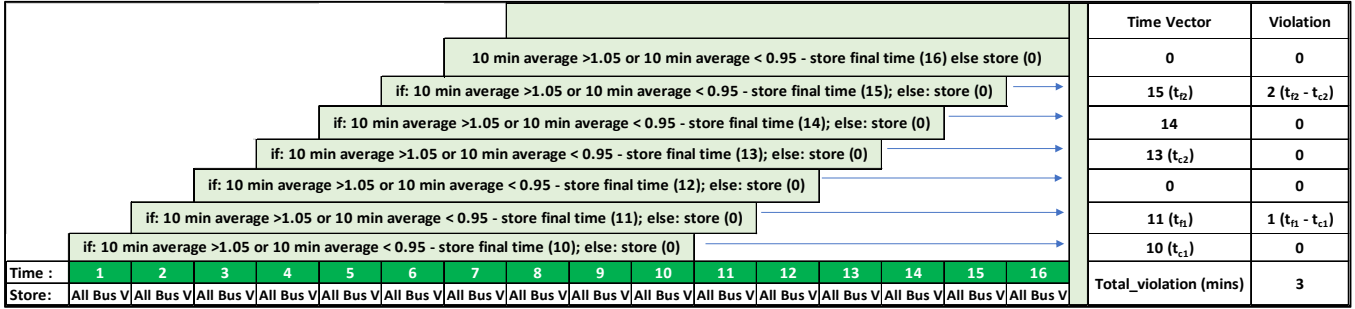 Time Vector Violation
10 min average >1.05 or 10 min average < 0.95 - store final time (16) else store (0) 0 0
if: 10 min average >1.05 or 10 min average < 0.95 - store final time (15); else: store (0) 15 (tf2) 2 (tf2 - tc2)
if: 10 min average >1.05 or 10 min average < 0.95 - store final time (14); else: store (0) 14 0
if: 10 min average >1.05 or 10 min average < 0.95 - store final time (13); else: store (0) 13 (tc2) 0
if: 10 min average >1.05 or 10 min average < 0.95 - store final time (12); else: store (0) 0 0
if: 10 min average >1.05 or 10 min average < 0.95 - store final time (11); else: store (0) 11 (tf1) 1 (tf1 - tc1)
if: 10 min average >1.05 or 10 min average < 0.95 - store final time (10); else: store (0) 10 (tc1) 0
Time : 1 2 3 4 5 6 7 8 9 10 11 12 13 14 15 16
Total_violation (mins) 3
Store: All Bus V All Bus V All Bus V All Bus V All Bus V All Bus V All Bus V All Bus V All Bus V All Bus V All Bus V All Bus V All Bus V All Bus V All Bus V All Bus V